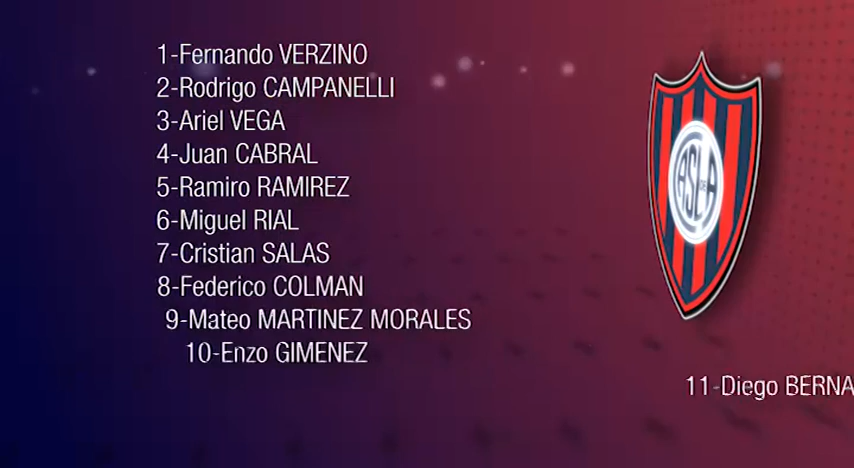 1-Fernando VERZINO
2-Rodrigo CAMPANELLI
3-Ariel VEGA
4-Juan CABRAL
5-Ramiro RAMIREZ
6-Miguel RIAL
7-Cristian SALAS
8-Federico COLMAN
9-Mateo MARTINEZ MORALES
10-Enzo GIMENEZ
11-Diego BERNA
CASLA